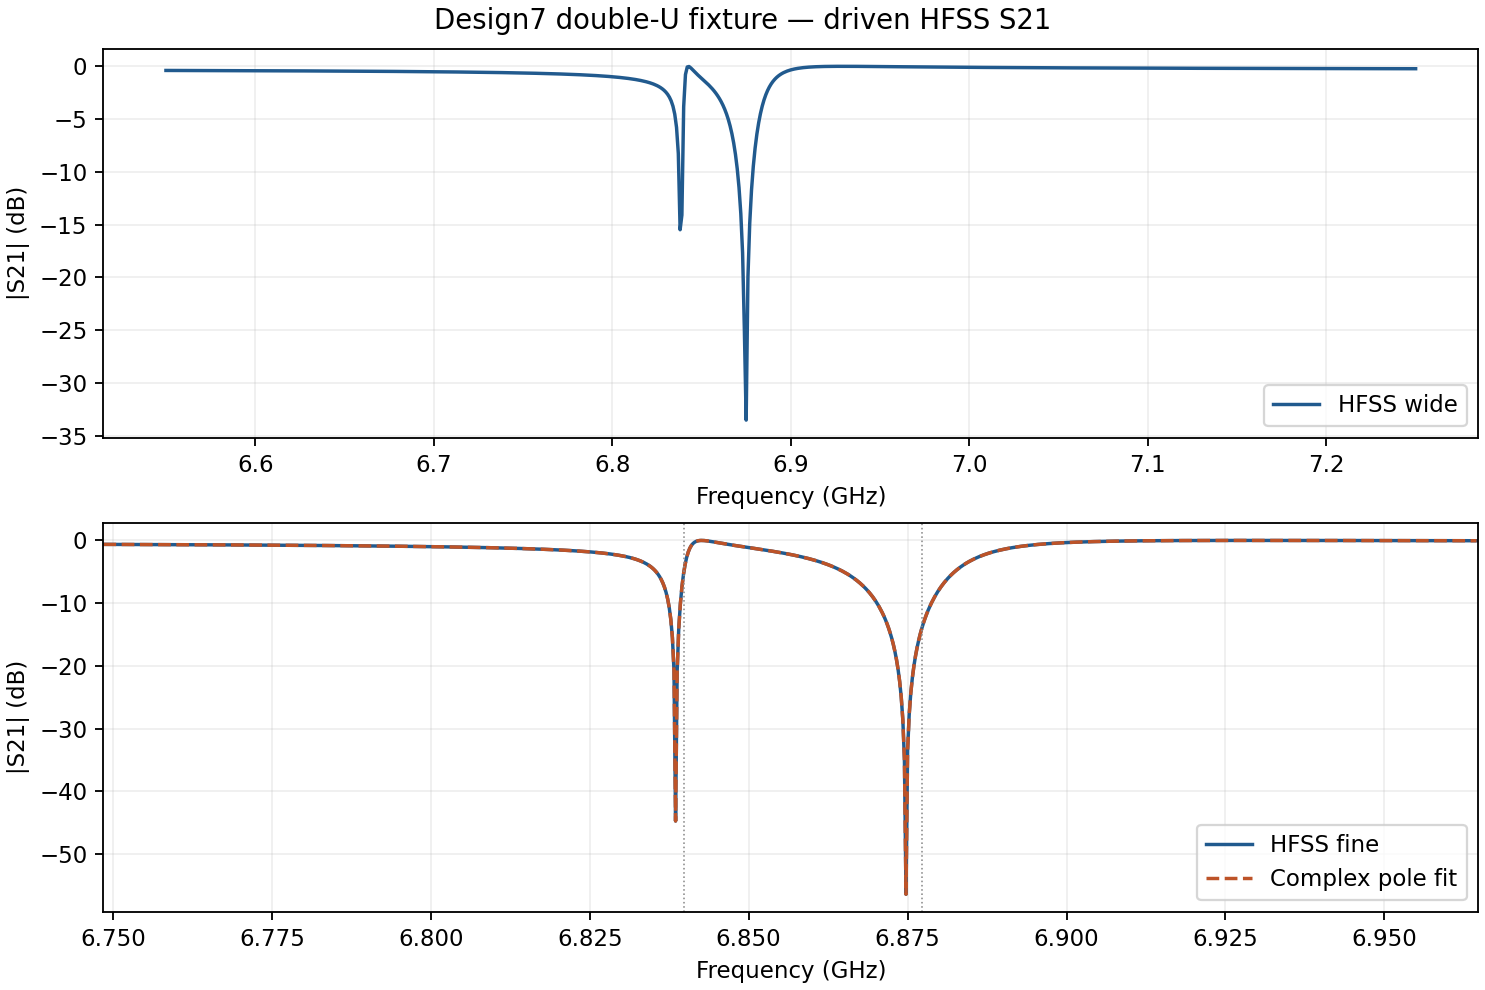 Design7 double-U fixture — driven HFSS S21
0
−5
−10
−15
−20
−25
−30
−35
|S21| (dB)
HFSS wide
6.6 6.7 6.8 6.9 7.0 7.1 7.2
Frequency (GHz)
0
−10
−20
−30
−40
−50
|S21| (dB)
HFSS fine
Complex pole fit
6.750 6.775 6.800 6.825 6.850 6.875 6.900 6.925 6.950
Frequency (GHz)